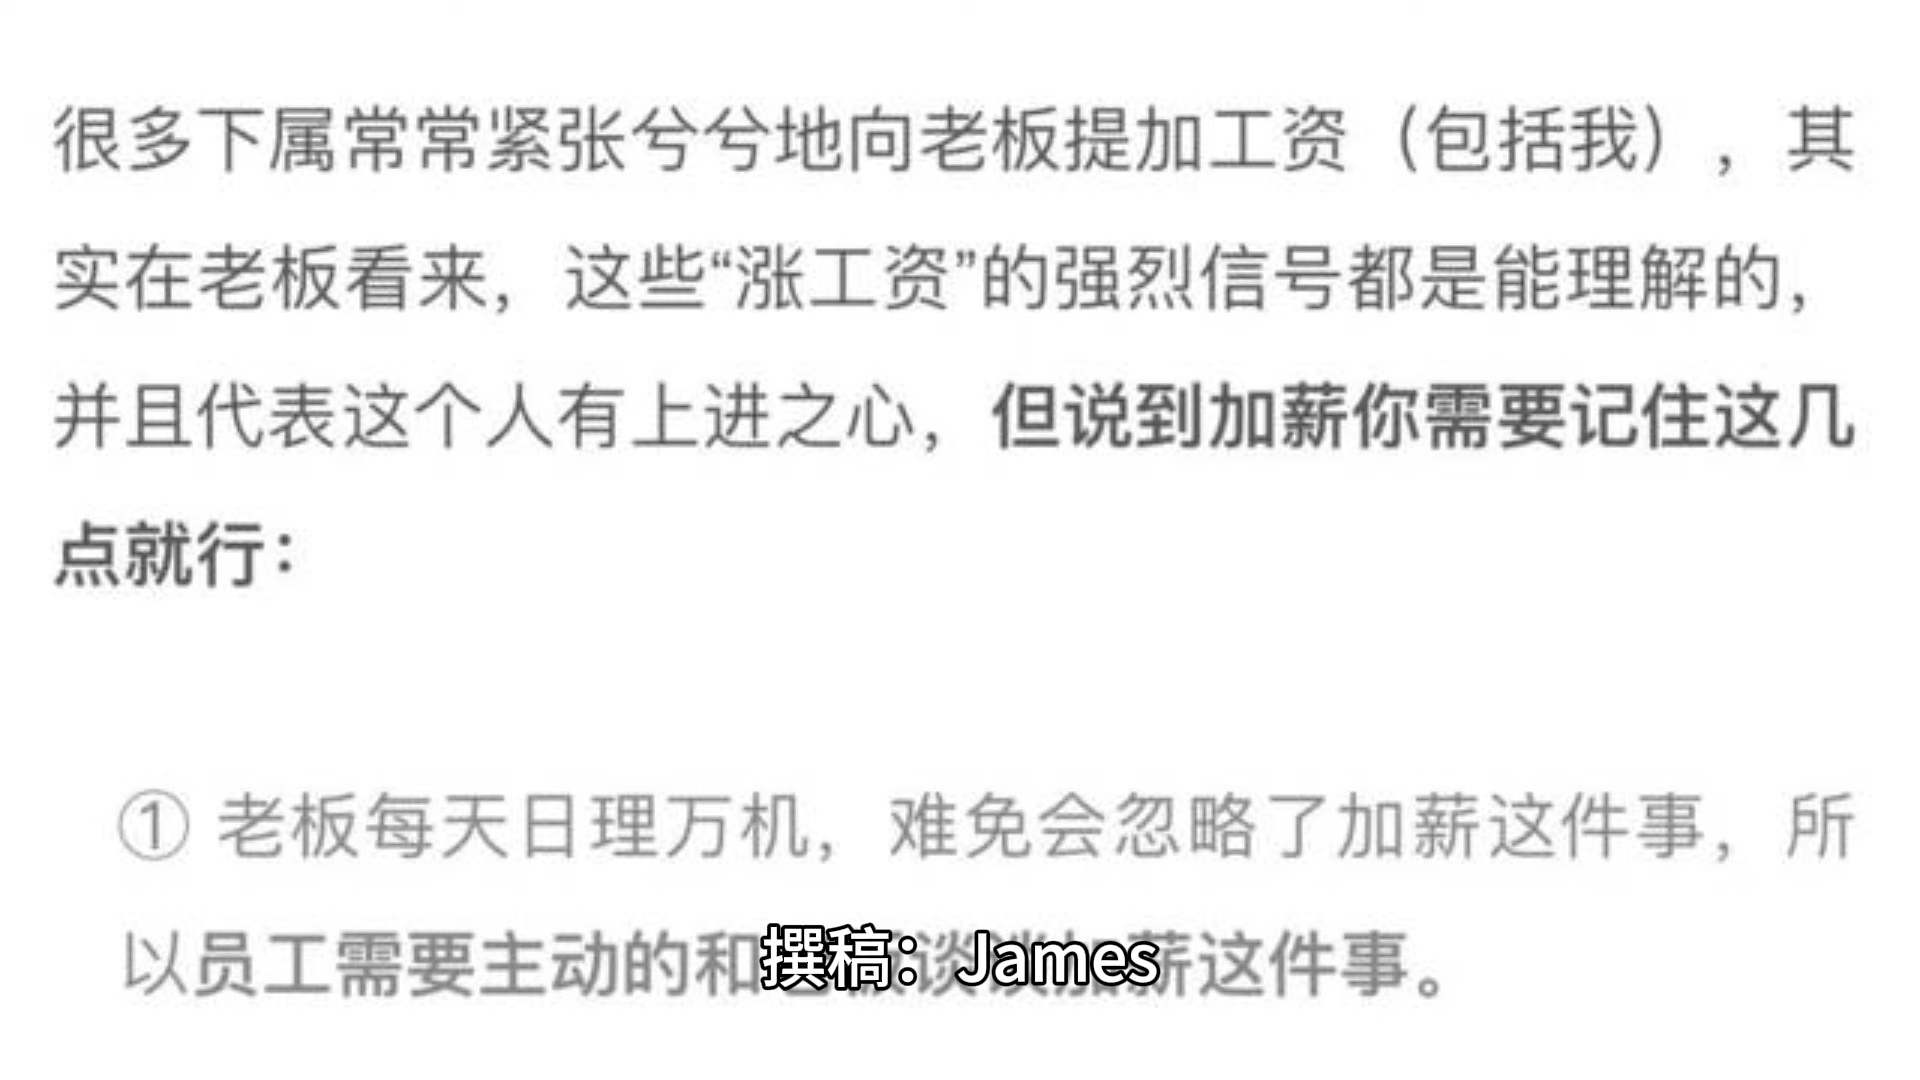 很多下属常常紧张兮兮地向老板提加工资（包括我），其
实在老板看来，这些“涨工资”的强烈信号都是能理解的，
并且代表这个人有上进之心，但说到加薪你需要记住这几
点就行：
① 老板每天日理万机，难免会忽略了加薪这件事，所
以员工需要主动的和谈谈加薪这件事。
撰稿：James